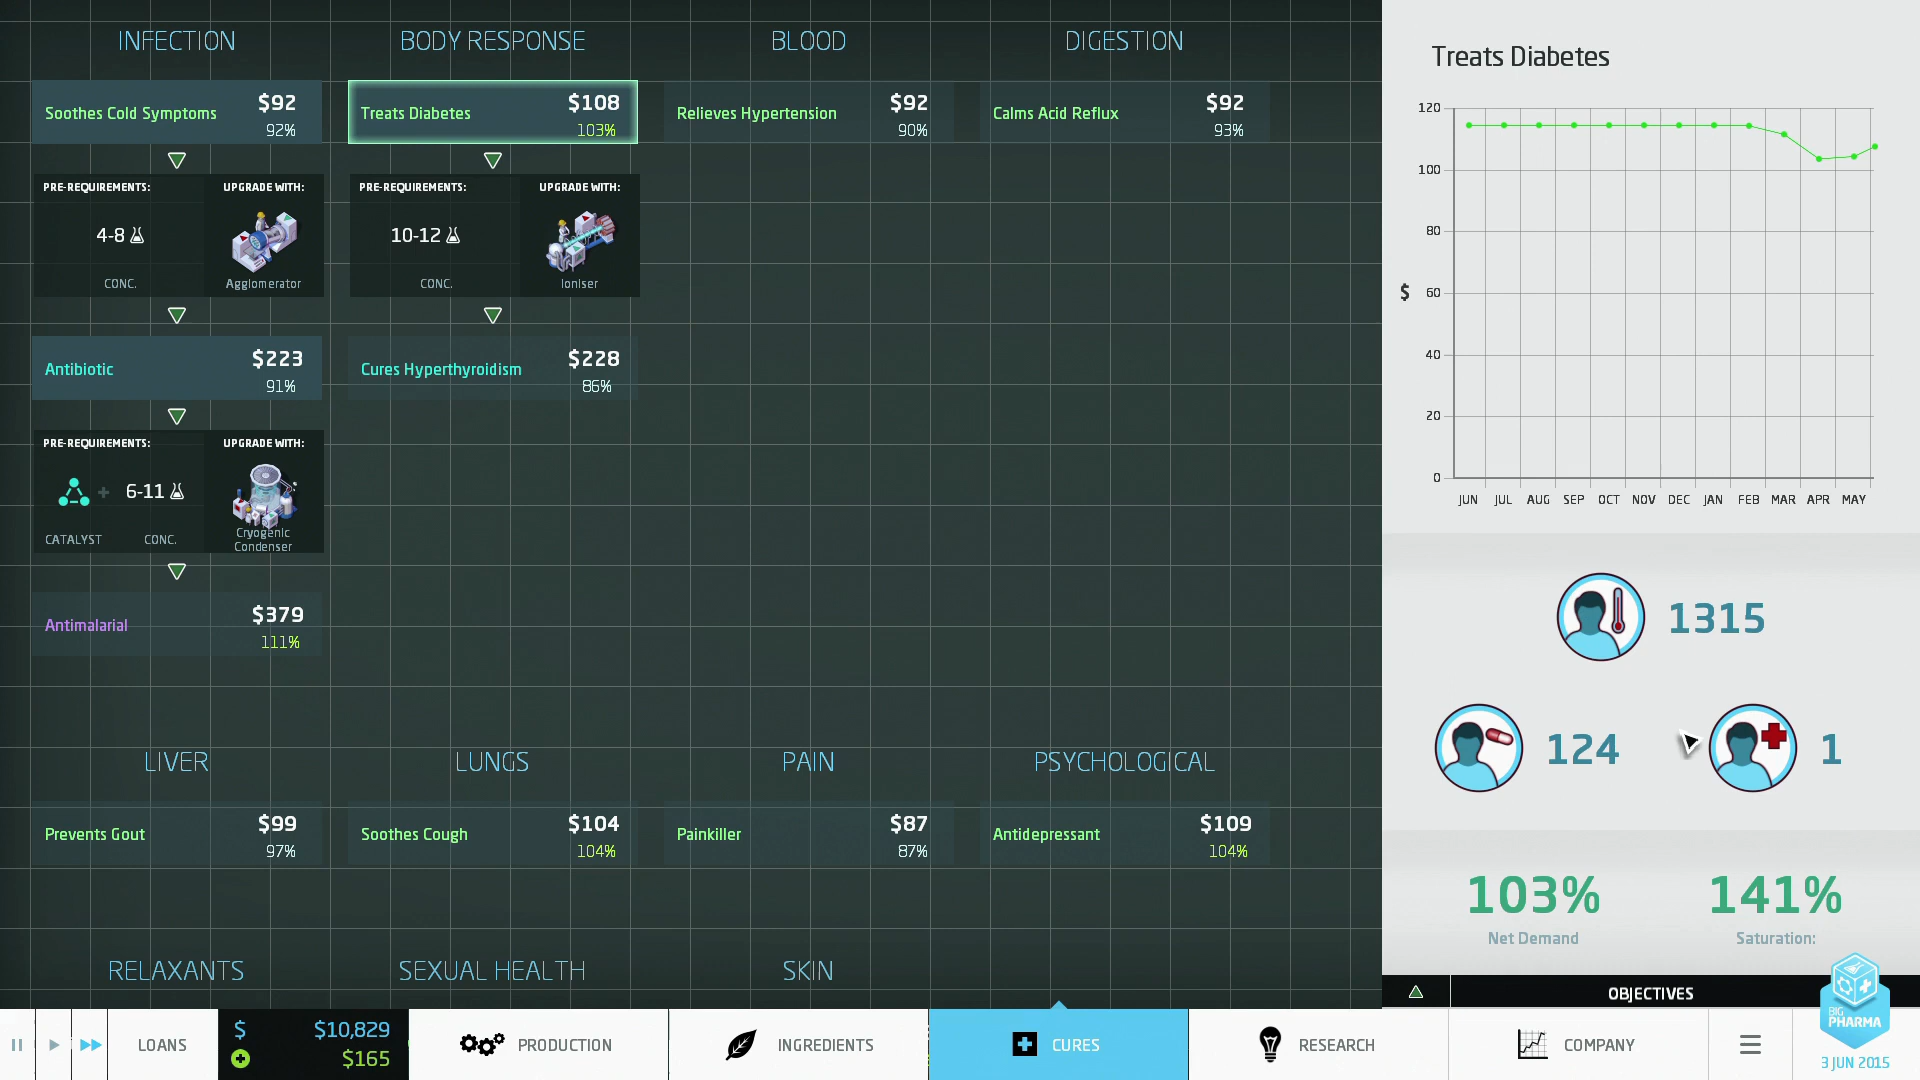 INFECTION
BODY RESPONSE
BLOOD
DIGESTION
Soothes Cold Symptoms
$92
92%
Treats Diabetes
$108
103%
Relieves Hypertension
$92
90%
Calms Acid Reflux
$92
93%
PRE-REQUIREMENTS:
UPGRADE WITH:
4-8
CONC.
Agglomerator
PRE-REQUIREMENTS:
UPGRADE WITH:
10-12
CONC.
Ioniser
Antibiotic
$223
91%
Cures Hyperthyroidism
$228
86%
PRE-REQUIREMENTS:
UPGRADE WITH:
+ 6-11
CATALYST
CONC.
Cryogenic
Condenser
Antimalarial
$379
111%
LIVER
LUNGS
PAIN
PSYCHOLOGICAL
Prevents Gout
$99
97%
Soothes Cough
$104
104%
Painkiller
$87
87%
Antidepressant
$109
104%
RELAXANTS
SEXUAL HEALTH
SKIN
Treats Diabetes
120
100
80
60
40
20
0
$
JUN JUL AUG SEP OCT NOV DEC JAN FEB MAR APR MAY
1315
124
1
103%
Net Demand
141%
Saturation:
OBJECTIVES
LOANS
$ $10,829
$165
PRODUCTION
INGREDIENTS
CURES
RESEARCH
COMPANY
BIG
PHARMA
3 JUN 2015